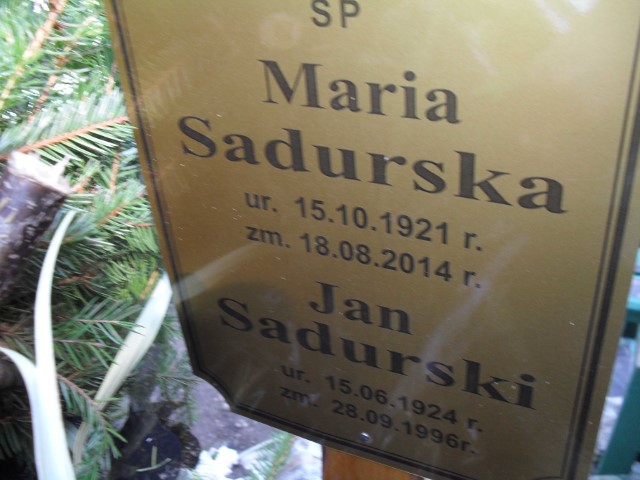 SP
Maria
Sadurska
ur. 15.10.1921 r.
zm. 18.08.2014 r.
Jan
Sadurski
ur. 15.06.1924 r.
zm. 28.09.1996r.